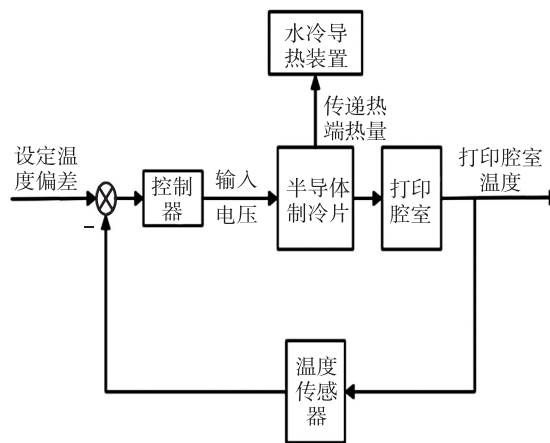 水冷导
热装置
传递热
端热量
设定温
度偏差
控制
器
输入
电压
半导体
制冷片
打印
腔室
打印腔室
温度
−
温度
传感
器